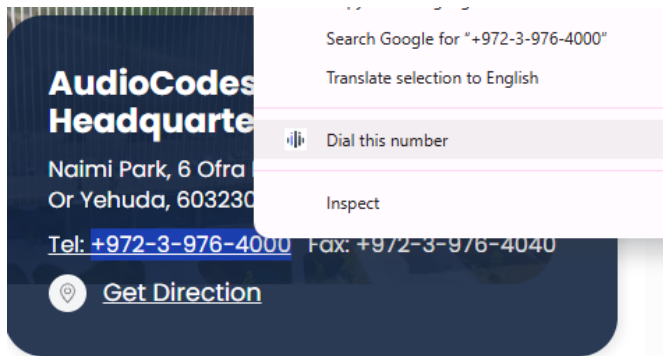 Search Google for “+972-3-976-4000”
Translate selection to English
Dial this number
Inspect
AudioCodes
Headquarte
Naimi Park, 6 Ofra
Or Yehuda, 603230
Tel: +972-3-976-4000 Fax: +972-3-976-4040
Get Direction